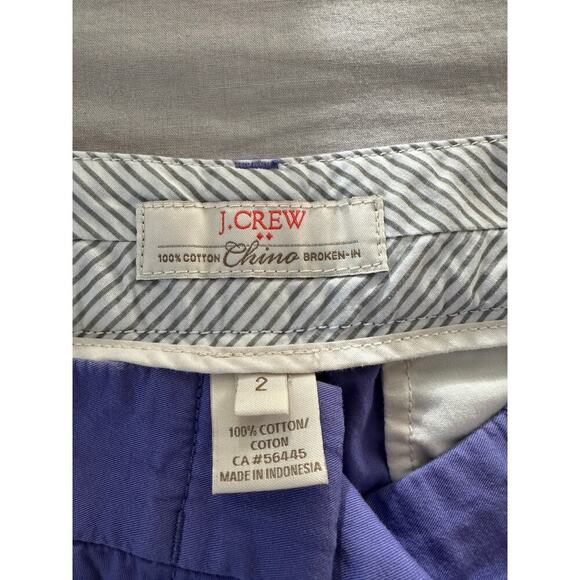 J.CREW
100% COTTON Chino BROKEN-IN
2
100% COTTON/
COTON
CA #56445
MADE IN INDONESIA